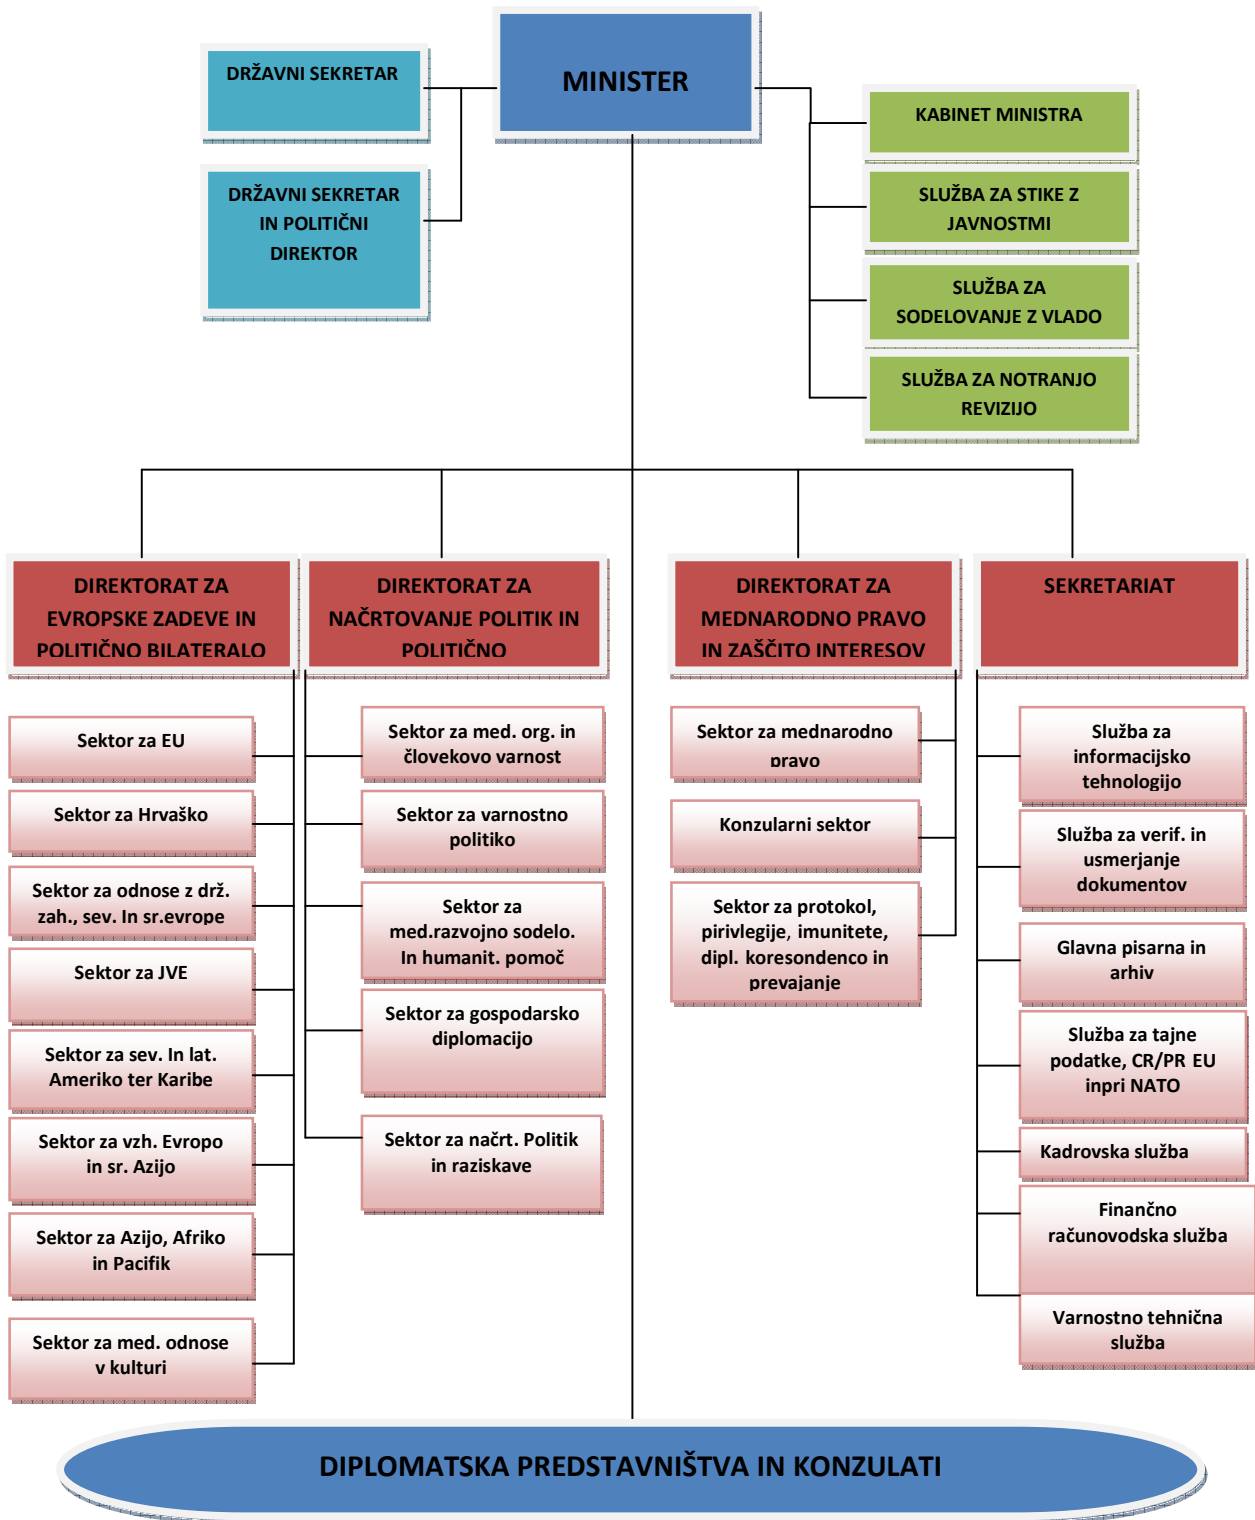 MINISTER
DRŽAVNI SEKRETAR
DRŽAVNI SEKRETAR
IN POLITIČNI
DIREKTOR
KABINET MINISTRA
SLUŽBA ZA STIKE Z
JAVNOSTMI
SLUŽBA ZA
SODELOVANJE Z VLADO
SLUŽBA ZA NOTRANJO
REVIZIJO
DIREKTORAT ZA
EVROPSKE ZADEVE IN
POLITIČNO BILATERALO
Sektor za EU
Sektor za Hrvaško
Sektor za odnose z drž.
zah., sev. In sr.evrope
Sektor za JVE
Sektor za sev. In lat.
Ameriko ter Karibe
Sektor za vzh. Evropo
in sr. Azijo
Sektor za Azijo, Afriko
in Pacifik
Sektor za med. odnose
v kulturi
DIREKTORAT ZA
NAČRTOVANJE POLITIK IN
POLITIČNO
Sektor za med. org. in
človekovo varnost
Sektor za varnostno
politiko
Sektor za
med.razvojno sodelo.
In humanit. pomoč
Sektor za gospodarsko
diplomacijo
Sektor za načrt. Politik
in raziskave
DIREKTORAT ZA
MEDNARODNO PRAVO
IN ZAŠČITO INTERESOV
Sektor za mednarodno
pravo
Konzularni sektor
Sektor za protokol,
pirivlegije, imunitete,
dipl. koresondenco in
prevajanje
SEKRETARIAT
Služba za
informacijsko
tehnologijo
Služba za verif. in
usmerjanje
dokumentov
Glavna pisarna in
arhiv
Služba za tajne
podatke, CR/PR EU
inpri NATO
Kadrovska služba
Finančno
računovodska služba
Varnostno tehnična
služba
DIPLOMATSKA PREDSTAVNIŠTVA IN KONZULATI